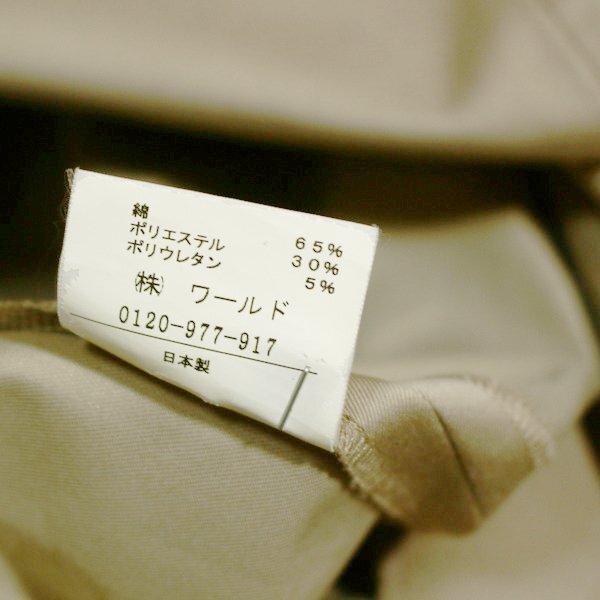 綿 65%
ポリエステル 30%
ポリウレタン 5%
(株) ワールド
0120-977-917
日本製